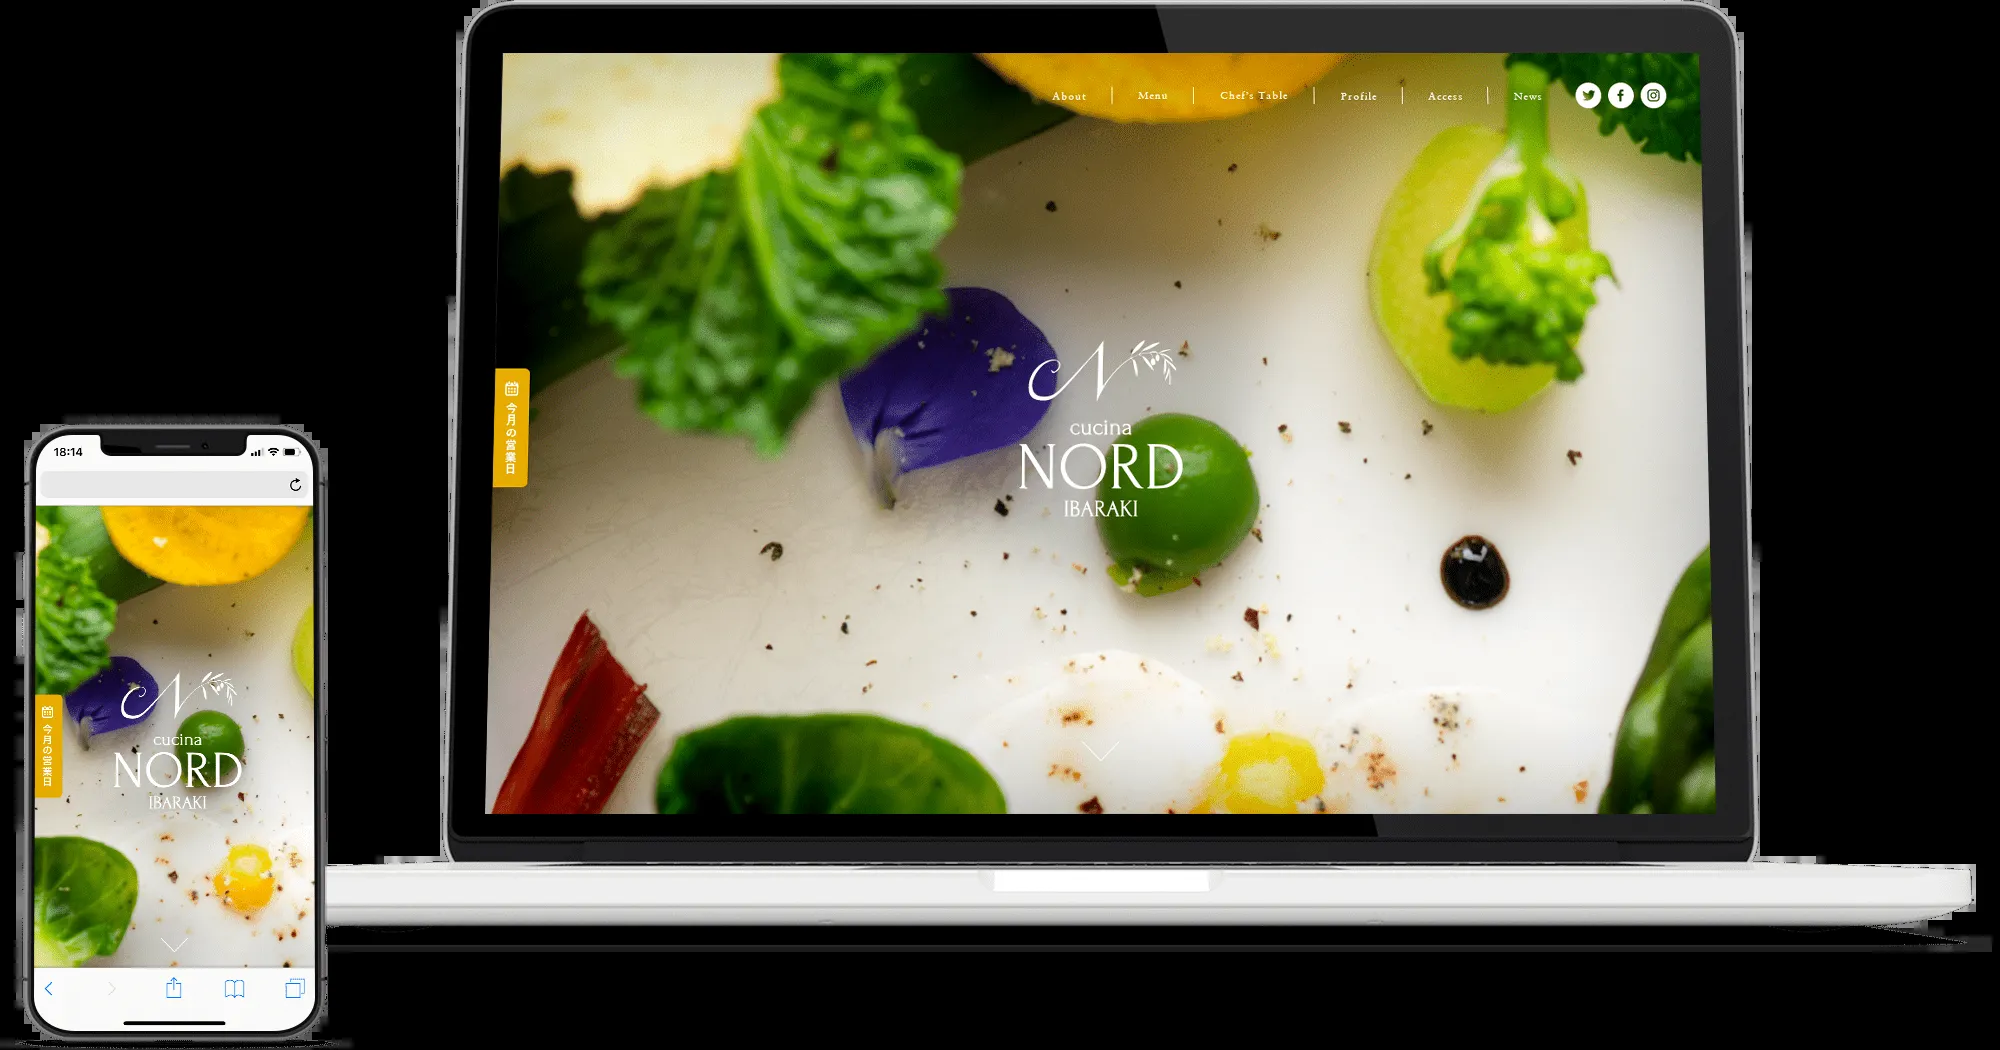 About
Menu
Chef's Table
Profile
Access
News
今月の営業日
N
cucina
NORD
IBARAKI
18:14
今月の営業日
N
cucina
NORD
IBARAKI